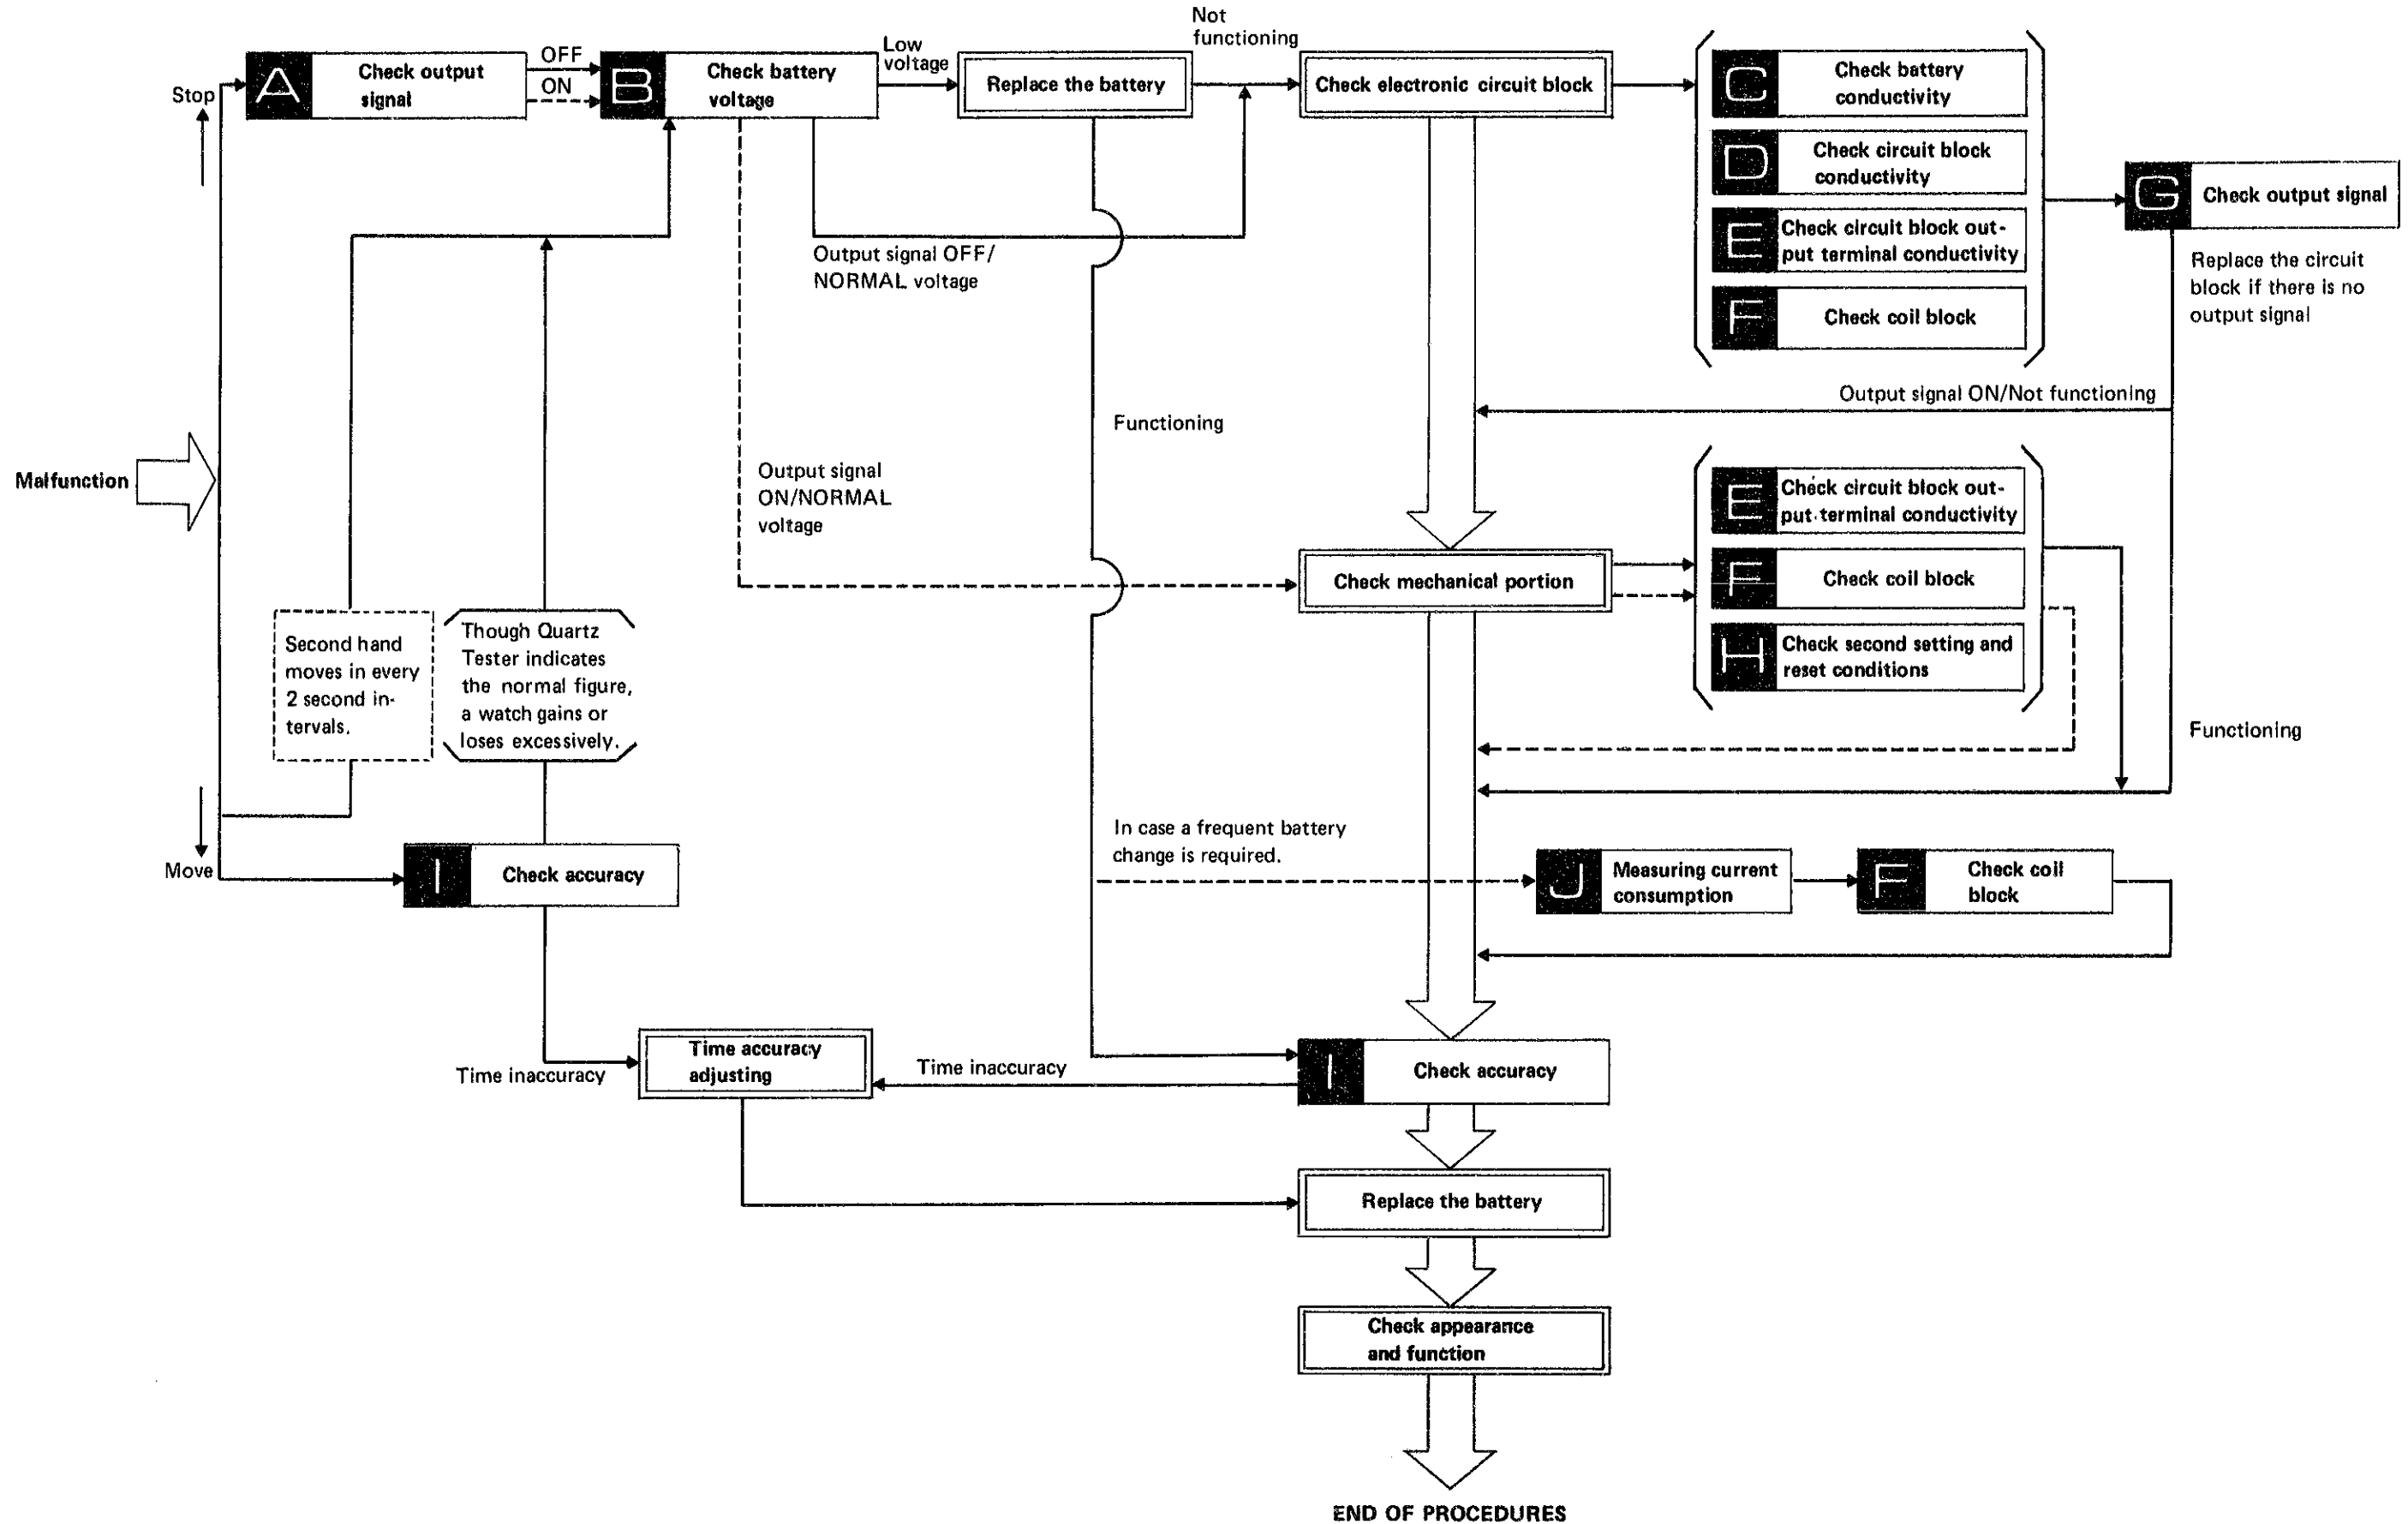 Malfunction
Stop
Move
A
Check output
signal
OFF
ON
B
Check battery
voltage
Low
voltage
Replace the battery
Not
functioning
Check electronic circuit block
C
Check battery
conductivity
D
Check circuit block
conductivity
E
Check circuit block out-
put terminal conductivity
F
Check coil block
G
Check output signal
Replace the circuit
block if there is no
output signal
Output signal OFF/
NORMAL voltage
Output signal ON/Not functioning
Functioning
Output signal
ON/NORMAL
voltage
Check mechanical portion
E
Check circuit block out-
put terminal conductivity
F
Check coil block
H
Check second setting and
reset conditions
Functioning
Second hand
moves in every
2 second in-
tervals.
Though Quartz
Tester indicates
the normal figure,
a watch gains or
loses excessively.
I
Check accuracy
In case a frequent battery
change is required.
J
Measuring current
consumption
F
Check coil
block
Time inaccuracy
Time accuracy
adjusting
Time inaccuracy
I
Check accuracy
Replace the battery
Check appearance
and function
END OF PROCEDURES